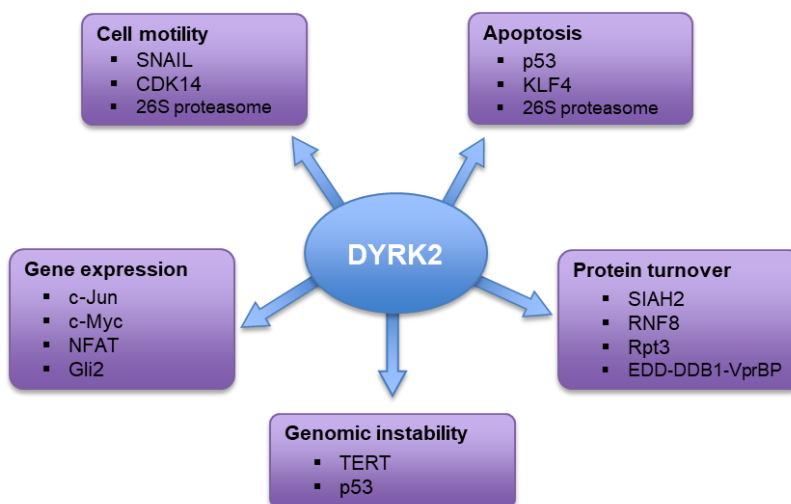 Cell motility
▪ SNAIL
▪ CDK14
▪ 26S proteasome
Apoptosis
▪ p53
▪ KLF4
▪ 26S proteasome
DYRK2
Gene expression
▪ c-Jun
▪ c-Myc
▪ NFAT
▪ Gli2
Protein turnover
▪ SIAH2
▪ RNF8
▪ Rpt3
▪ EDD-DDB1-VprBP
Genomic instability
▪ TERT
▪ p53